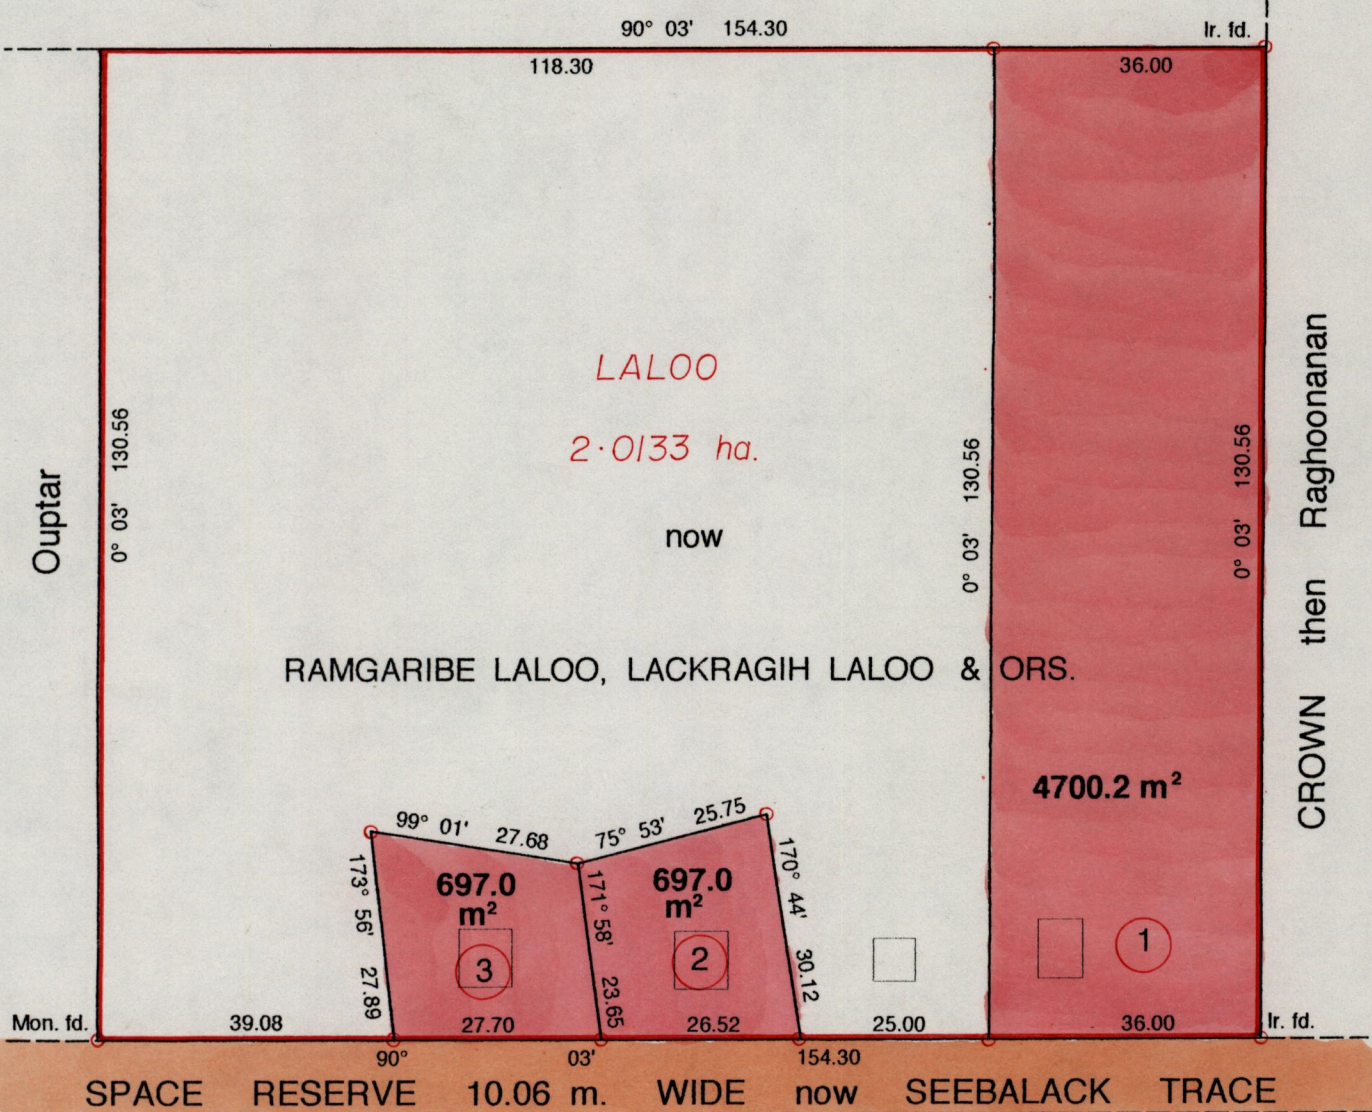 90° 03' 154.30
Ir. fd.
118.30
36.00
LALOO
2·0133 ha.
now
RAMGARIBE LALOO, LACKRAGIH LALOO & ORS.
Ouptar
0° 03' 130.56
0° 03' 130.56
0° 03' 130.56
CROWN then Raghoonanan
4700.2 m²
99° 01' 27.68
75° 53' 25.75
173° 56' 27.89
697.0
m²
171° 58' 23.65
697.0
m²
170° 44' 30.12
3
2
1
Mon. fd.
39.08
27.70
26.52
25.00
36.00
Ir. fd.
90° 03' 154.30
SPACE RESERVE 10.06 m. WIDE now SEEBALACK TRACE